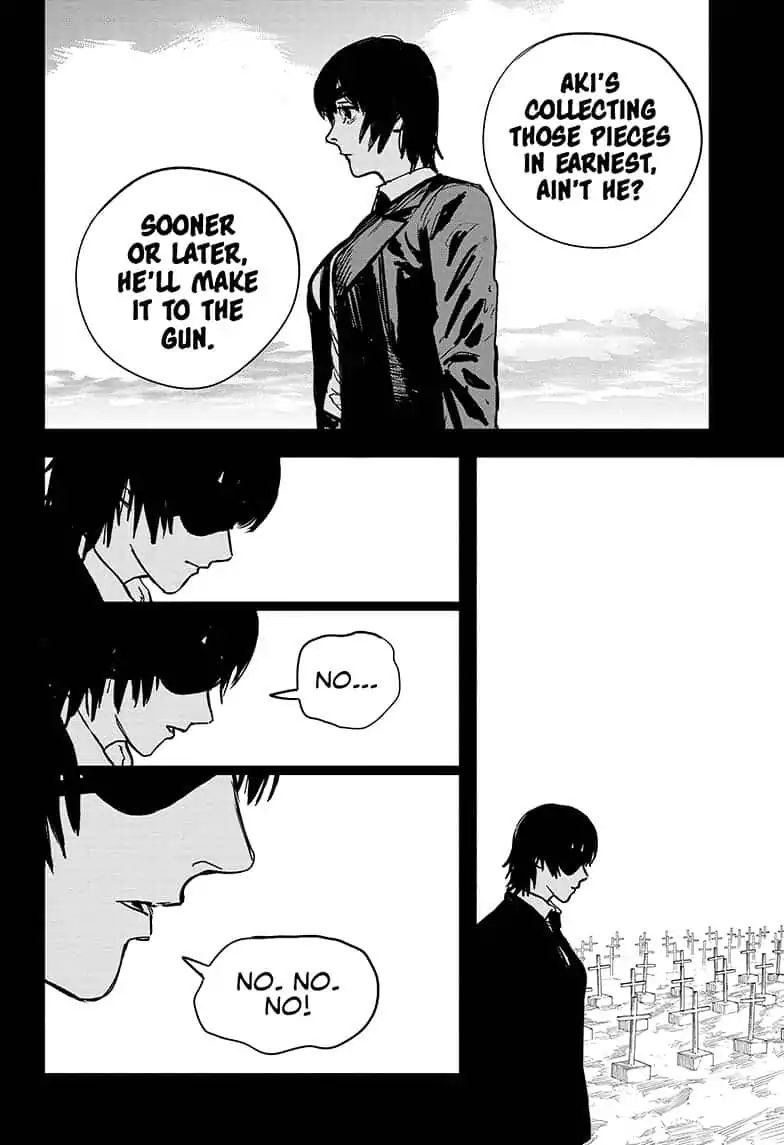 AKI'S
COLLECTING
THOSE PIECES
IN EARNEST,
AIN'T HE?
SOONER
OR LATER,
HE'LL MAKE
IT TO THE
GUN.
NO...
NO. NO.
NO!